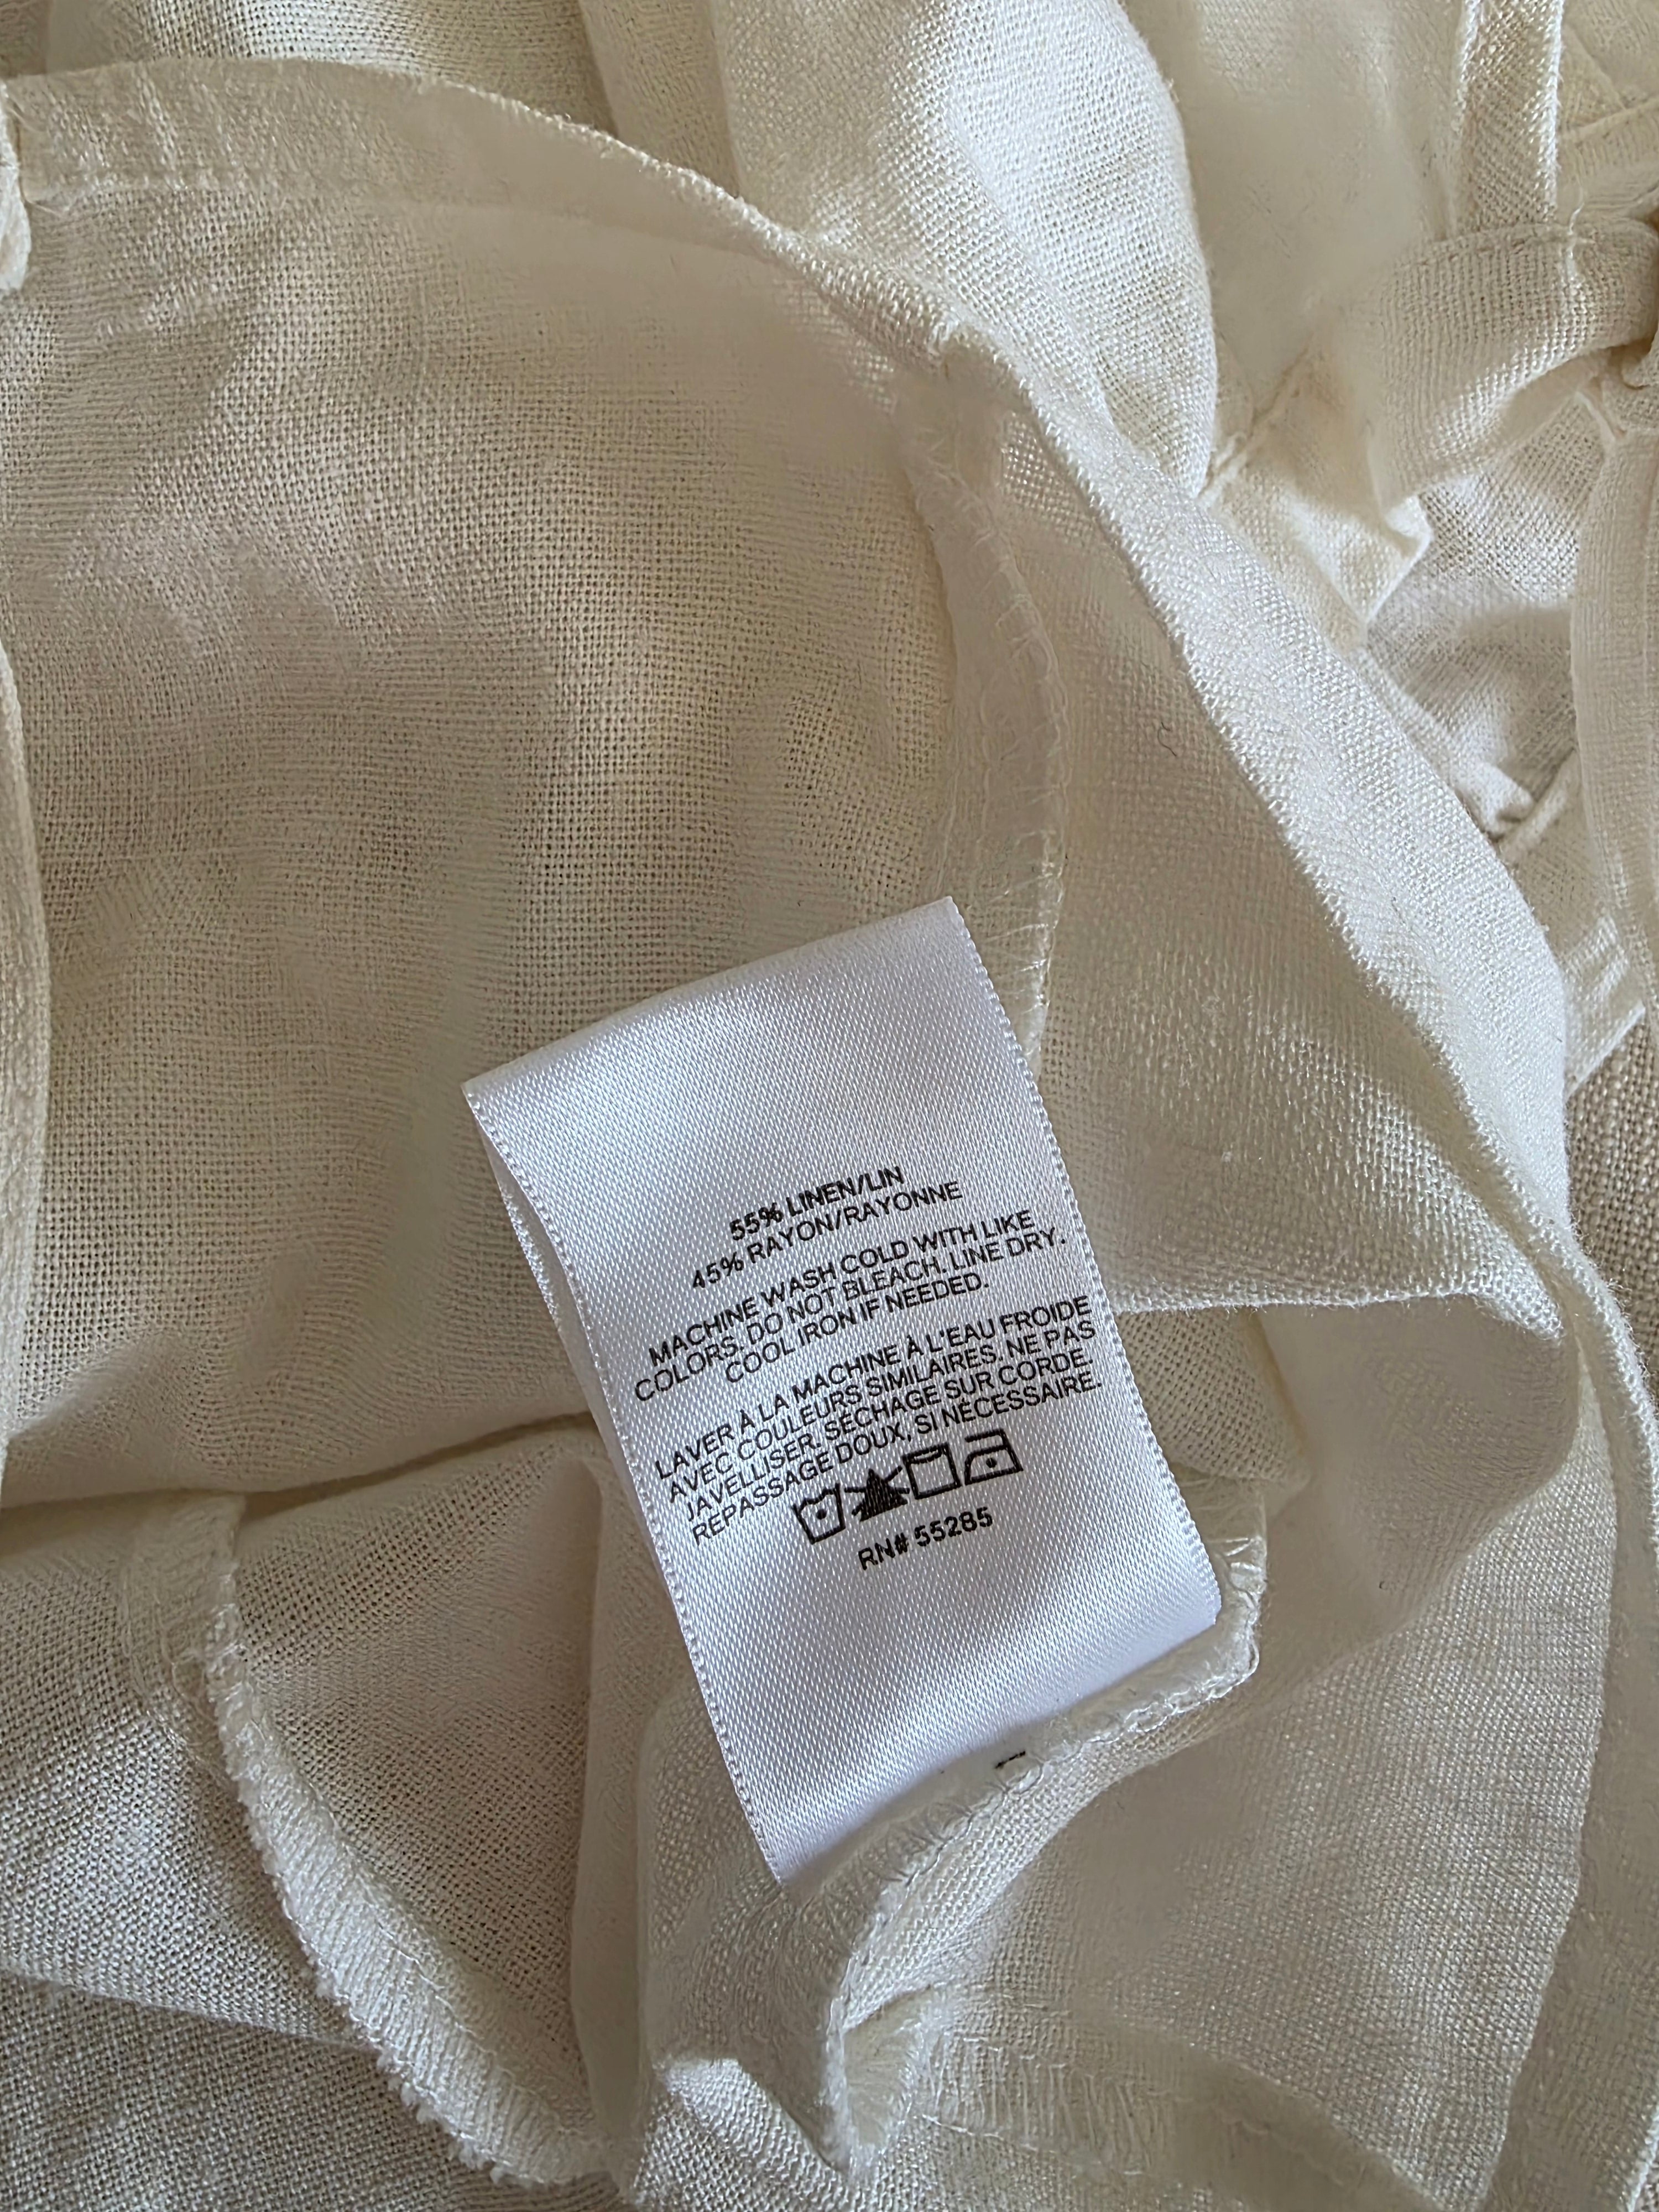 55% LINEN/LIN
45% RAYON/RAYONNE
MACHINE WASH COLD WITH LIKE
COLORS. DO NOT BLEACH. LINE DRY.
COOL IRON IF NEEDED.
LAVER À LA MACHINE À L'EAU FROIDE
AVEC COULEURS SIMILAIRES. NE PAS
JAVELLISER. SÉCHAGE SUR CORDE.
REPASSAGE DOUX, SI NÉCESSAIRE.
RN# 55285